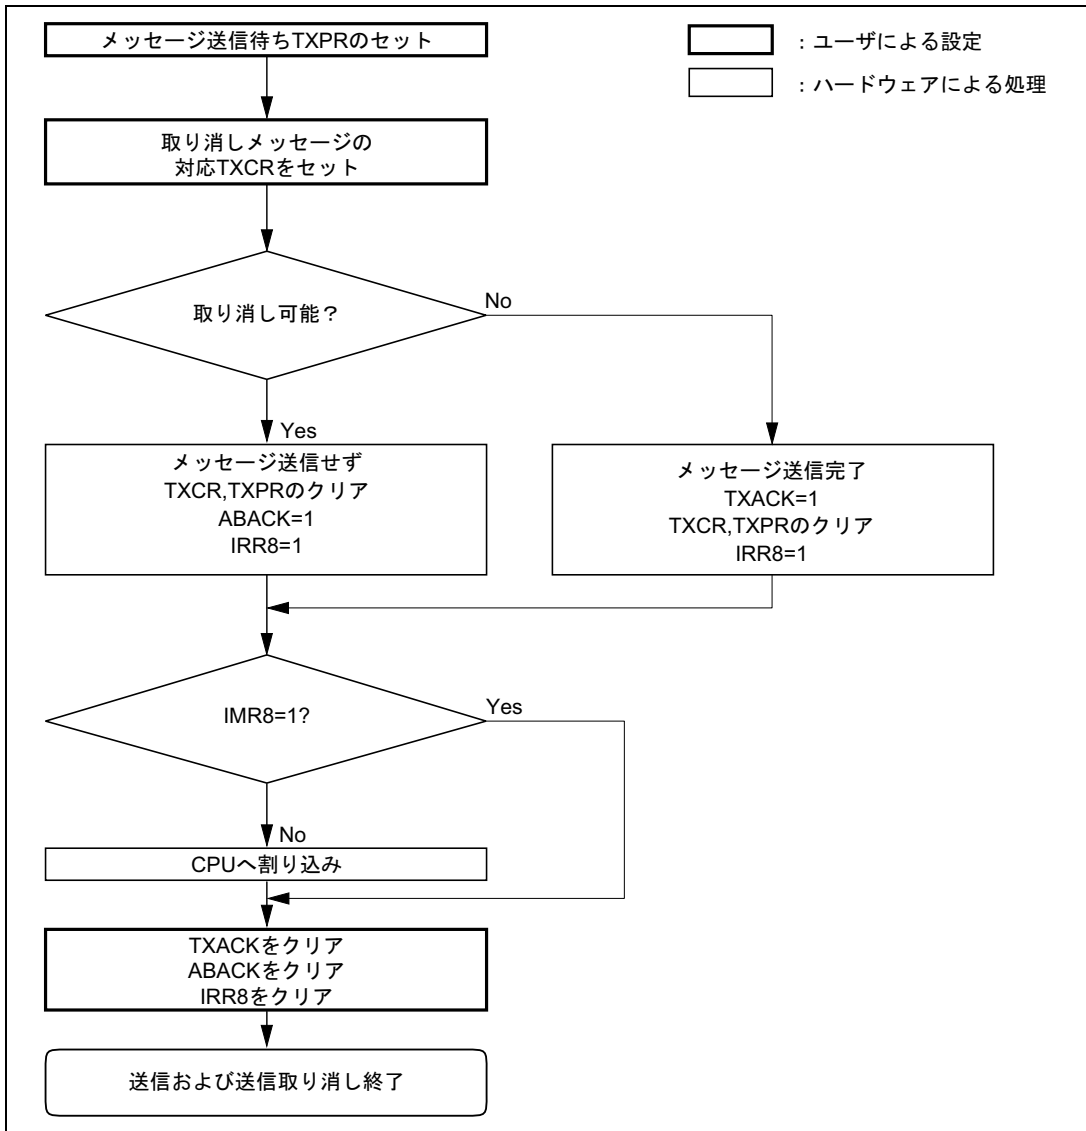 メッセージ送信待ちTXPRのセット
：ユーザによる設定
：ハードウェアによる処理
取り消しメッセージの
対応TXCRをセット
取り消し可能？
No
Yes
メッセージ送信せず
TXCR,TXPRのクリア
ABACK=1
IRR8=1
メッセージ送信完了
TXACK=1
TXCR,TXPRのクリア
IRR8=1
IMR8=1?
Yes
No
CPUへ割り込み
TXACKをクリア
ABACKをクリア
IRR8をクリア
送信および送信取り消し終了